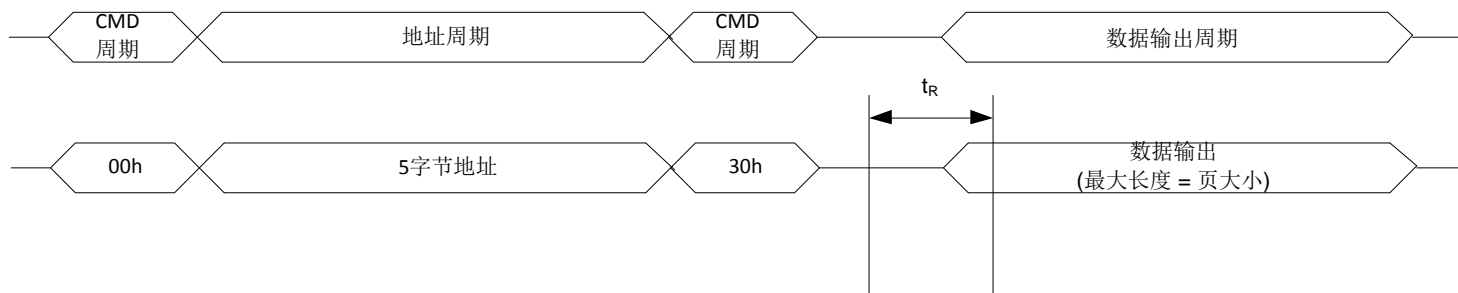 CMD
周期
地址周期
CMD
周期
数据输出周期
tR
00h
5字节地址
30h
数据输出
(最大长度 = 页大小)